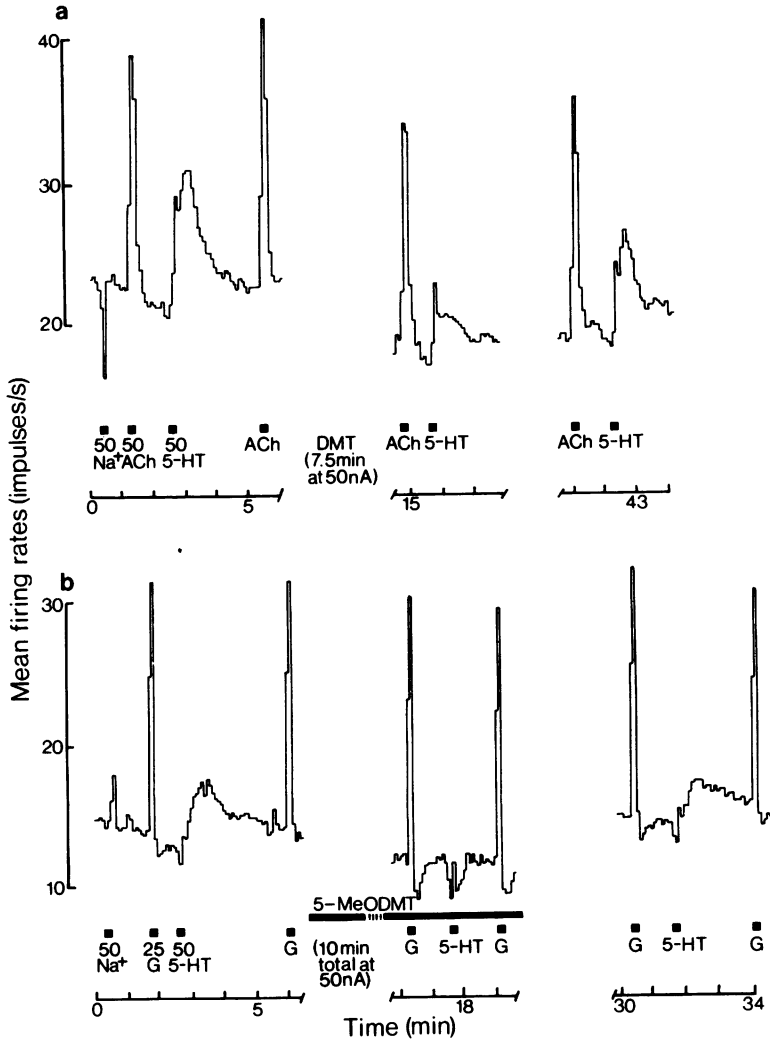 a
40
30
20
50 50 50 ACh DMT ACh 5-HT ACh 5-HT
Na+ ACh 5-HT (7.5min
at 50nA)
0 5 15 43
Mean firing rates (impulses/s)
b
30
20
10
5-MeODMT
50 25 50 G (10min G 5-HT G G 5-HT G
Na+ G 5-HT total at
50nA)
0 5 18 30 34
Time (min)